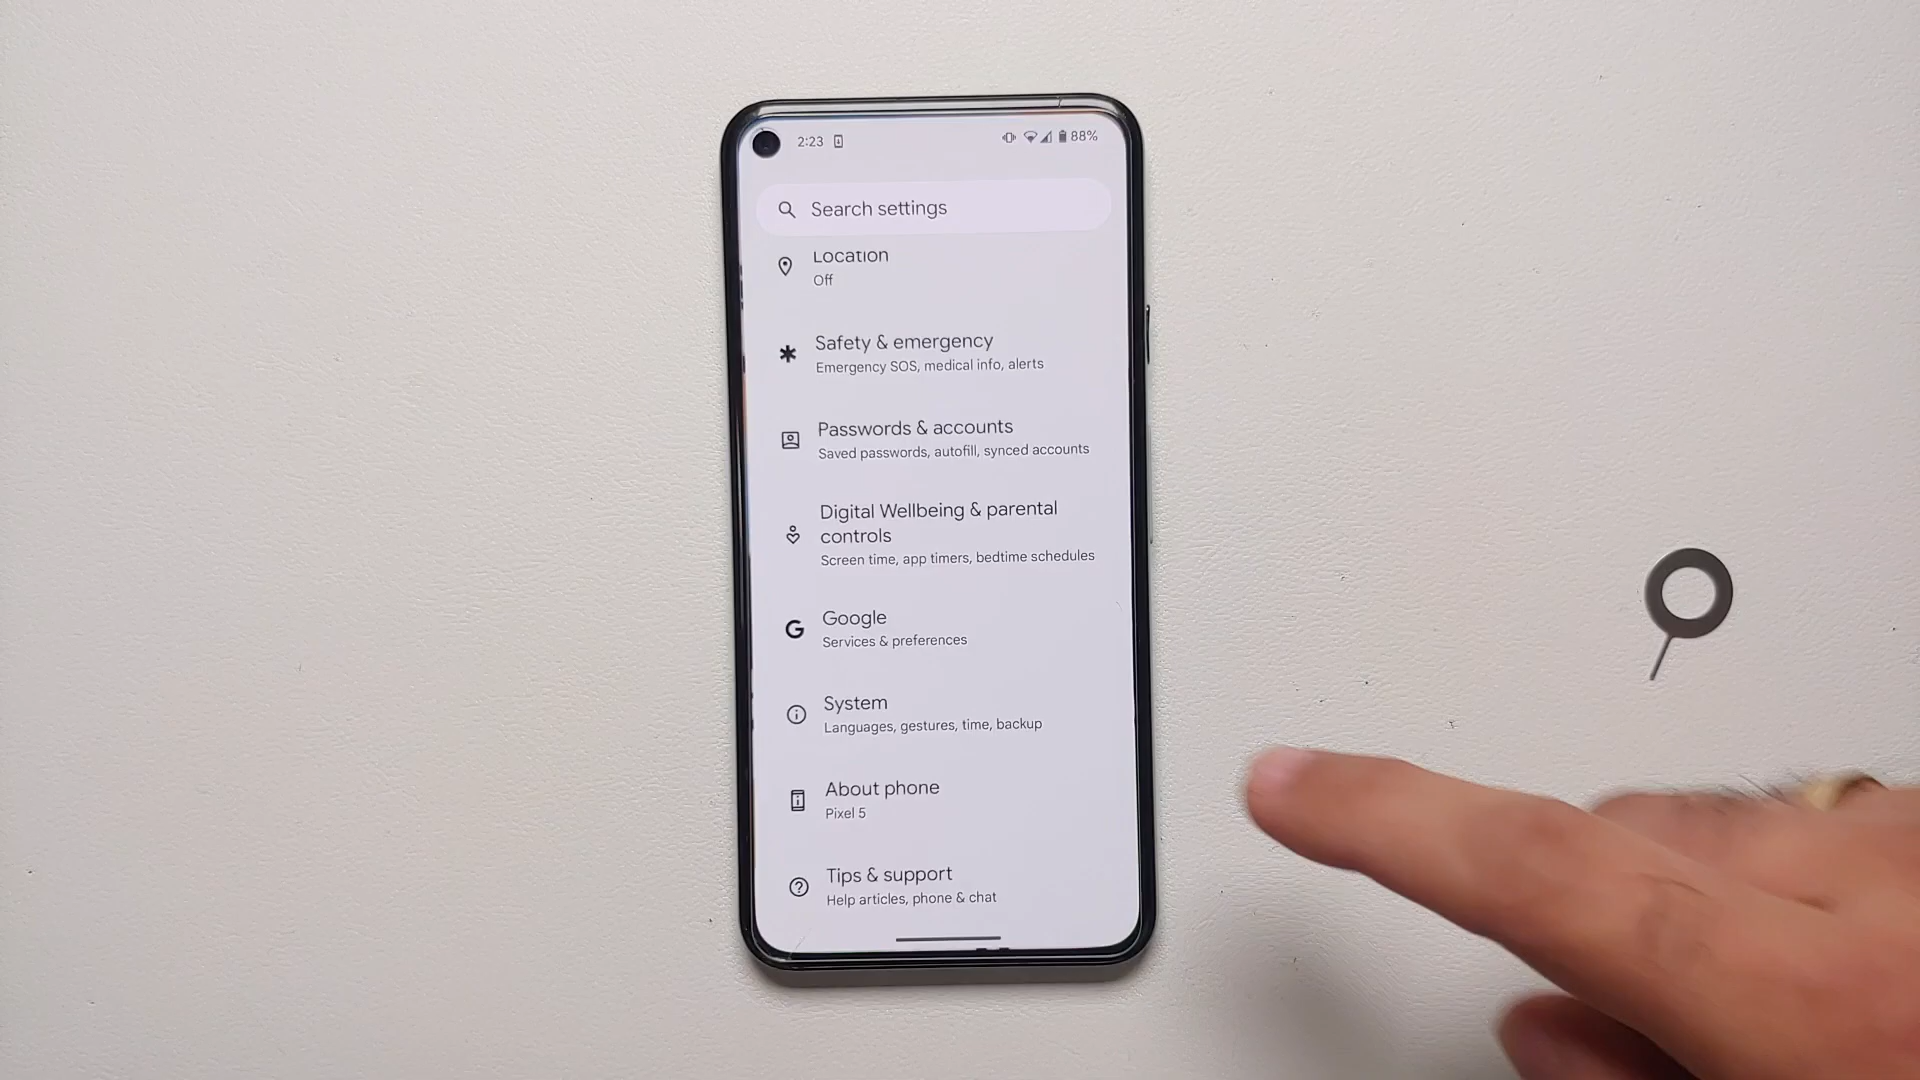 2:23
88%
Search settings
Location
Off
Safety & emergency
Emergency SOS, medical info, alerts
Passwords & accounts
Saved passwords, autofill, synced accounts
Digital Wellbeing & parental
controls
Screen time, app timers, bedtime schedules
Google
Services & preferences
System
Languages, gestures, time, backup
About phone
Pixel 5
Tips & support
Help articles, phone & chat